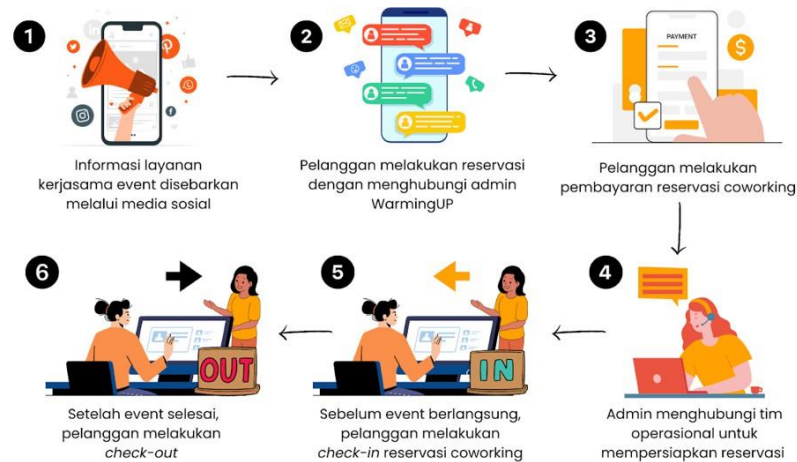 1
Informasi layanan
kerjasama event disebarkan
melalui media sosial
2
Pelanggan melakukan reservasi
dengan menghubungi admin
WarmingUP
3
PAYMENT
$
Pelanggan melakukan
pembayaran reservasi coworking
4
Admin menghubungi tim
operasional untuk
mempersiapkan reservasi
5
IN
Sebelum event berlangsung,
pelanggan melakukan
check-in reservasi coworking
6
OUT
Setelah event selesai,
pelanggan melakukan
check-out